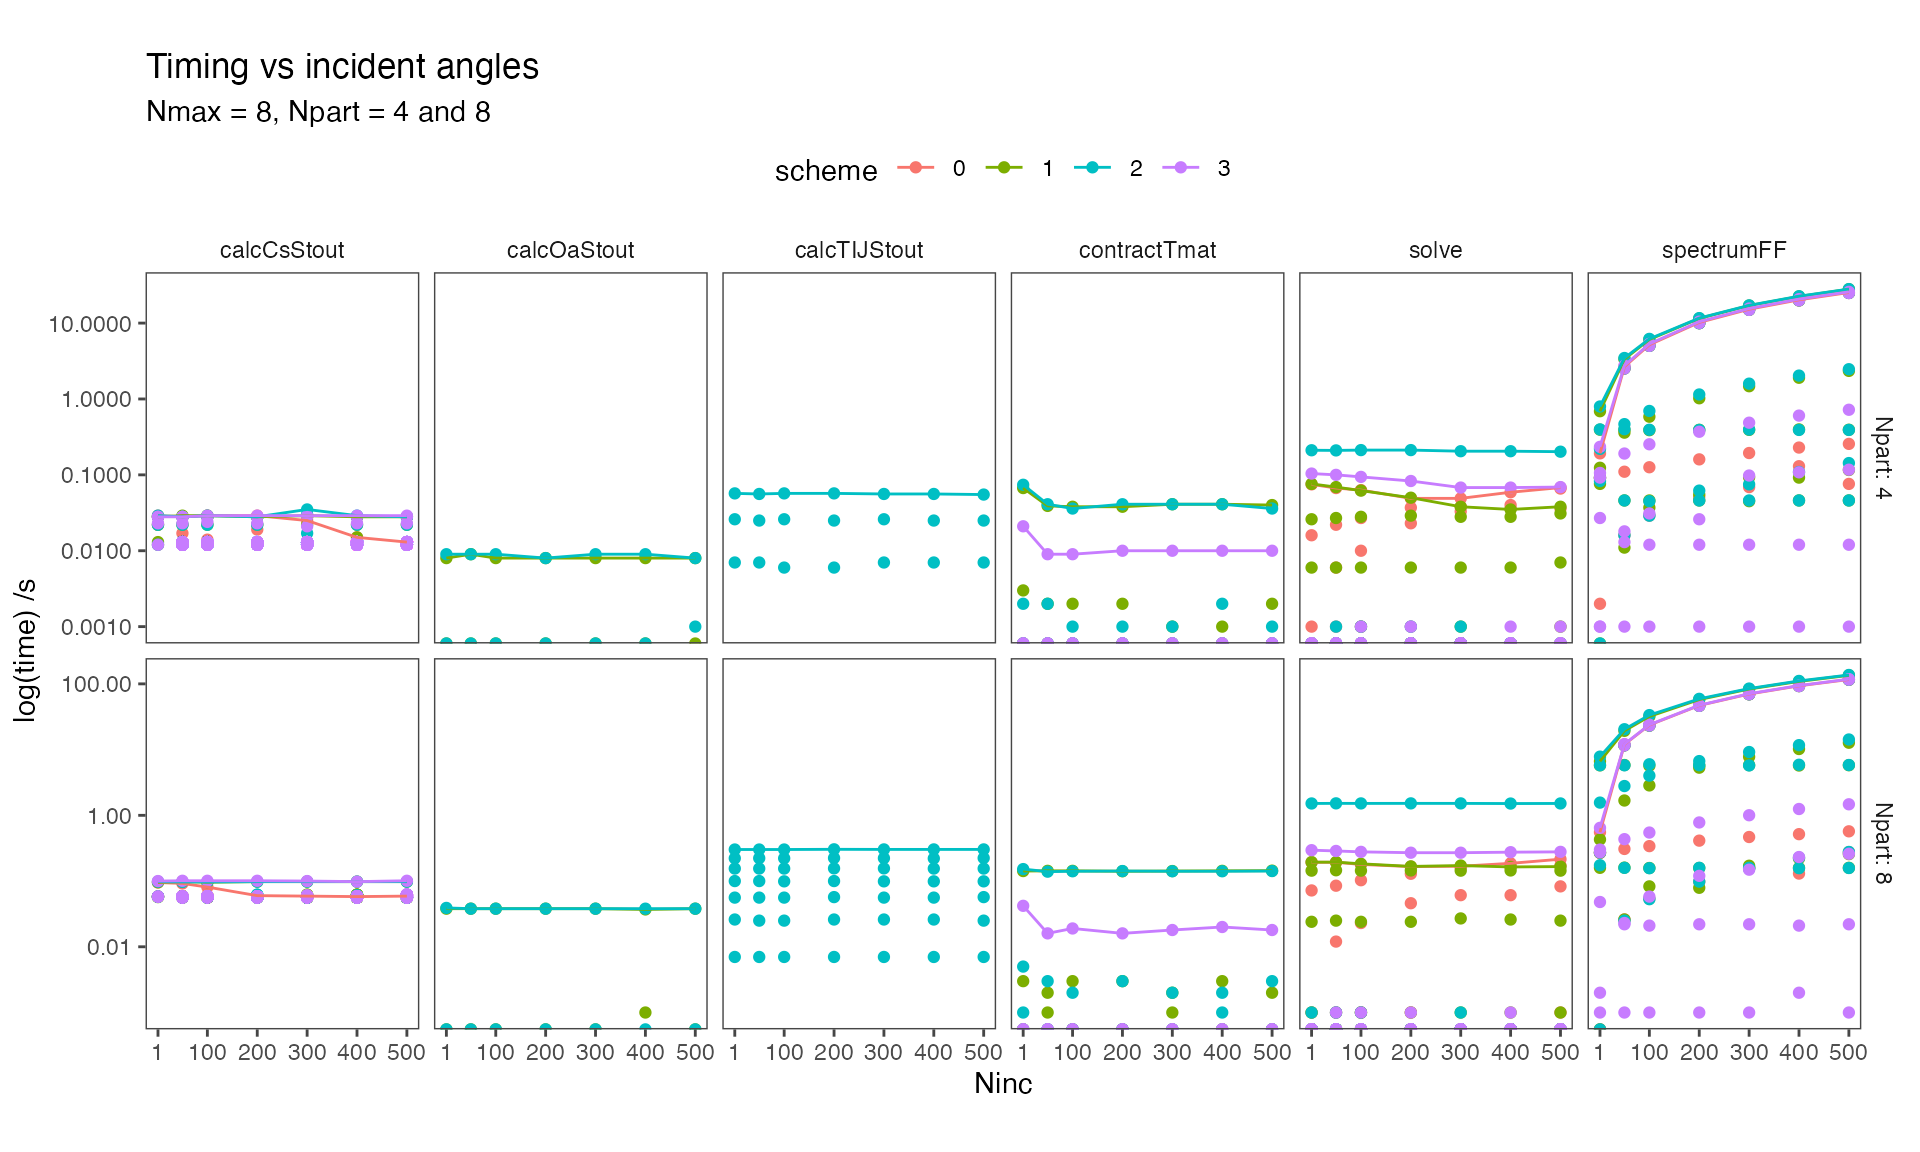 Timing vs incident angles
Nmax = 8, Npart = 4 and 8
scheme 0 1 2 3
calcCsStout calcOaStout calcTIJStout contractTmat solve spectrumFF
10.0000
1.0000
0.1000
0.0100
0.0010
Npart: 4
log(time) /s
100.00
1.00
0.01
Npart: 8
1 100 200 300 400 500 1 100 200 300 400 500 1 100 200 300 400 500 1 100 200 300 400 500 1 100 200 300 400 500 1 100 200 300 400 500
Ninc